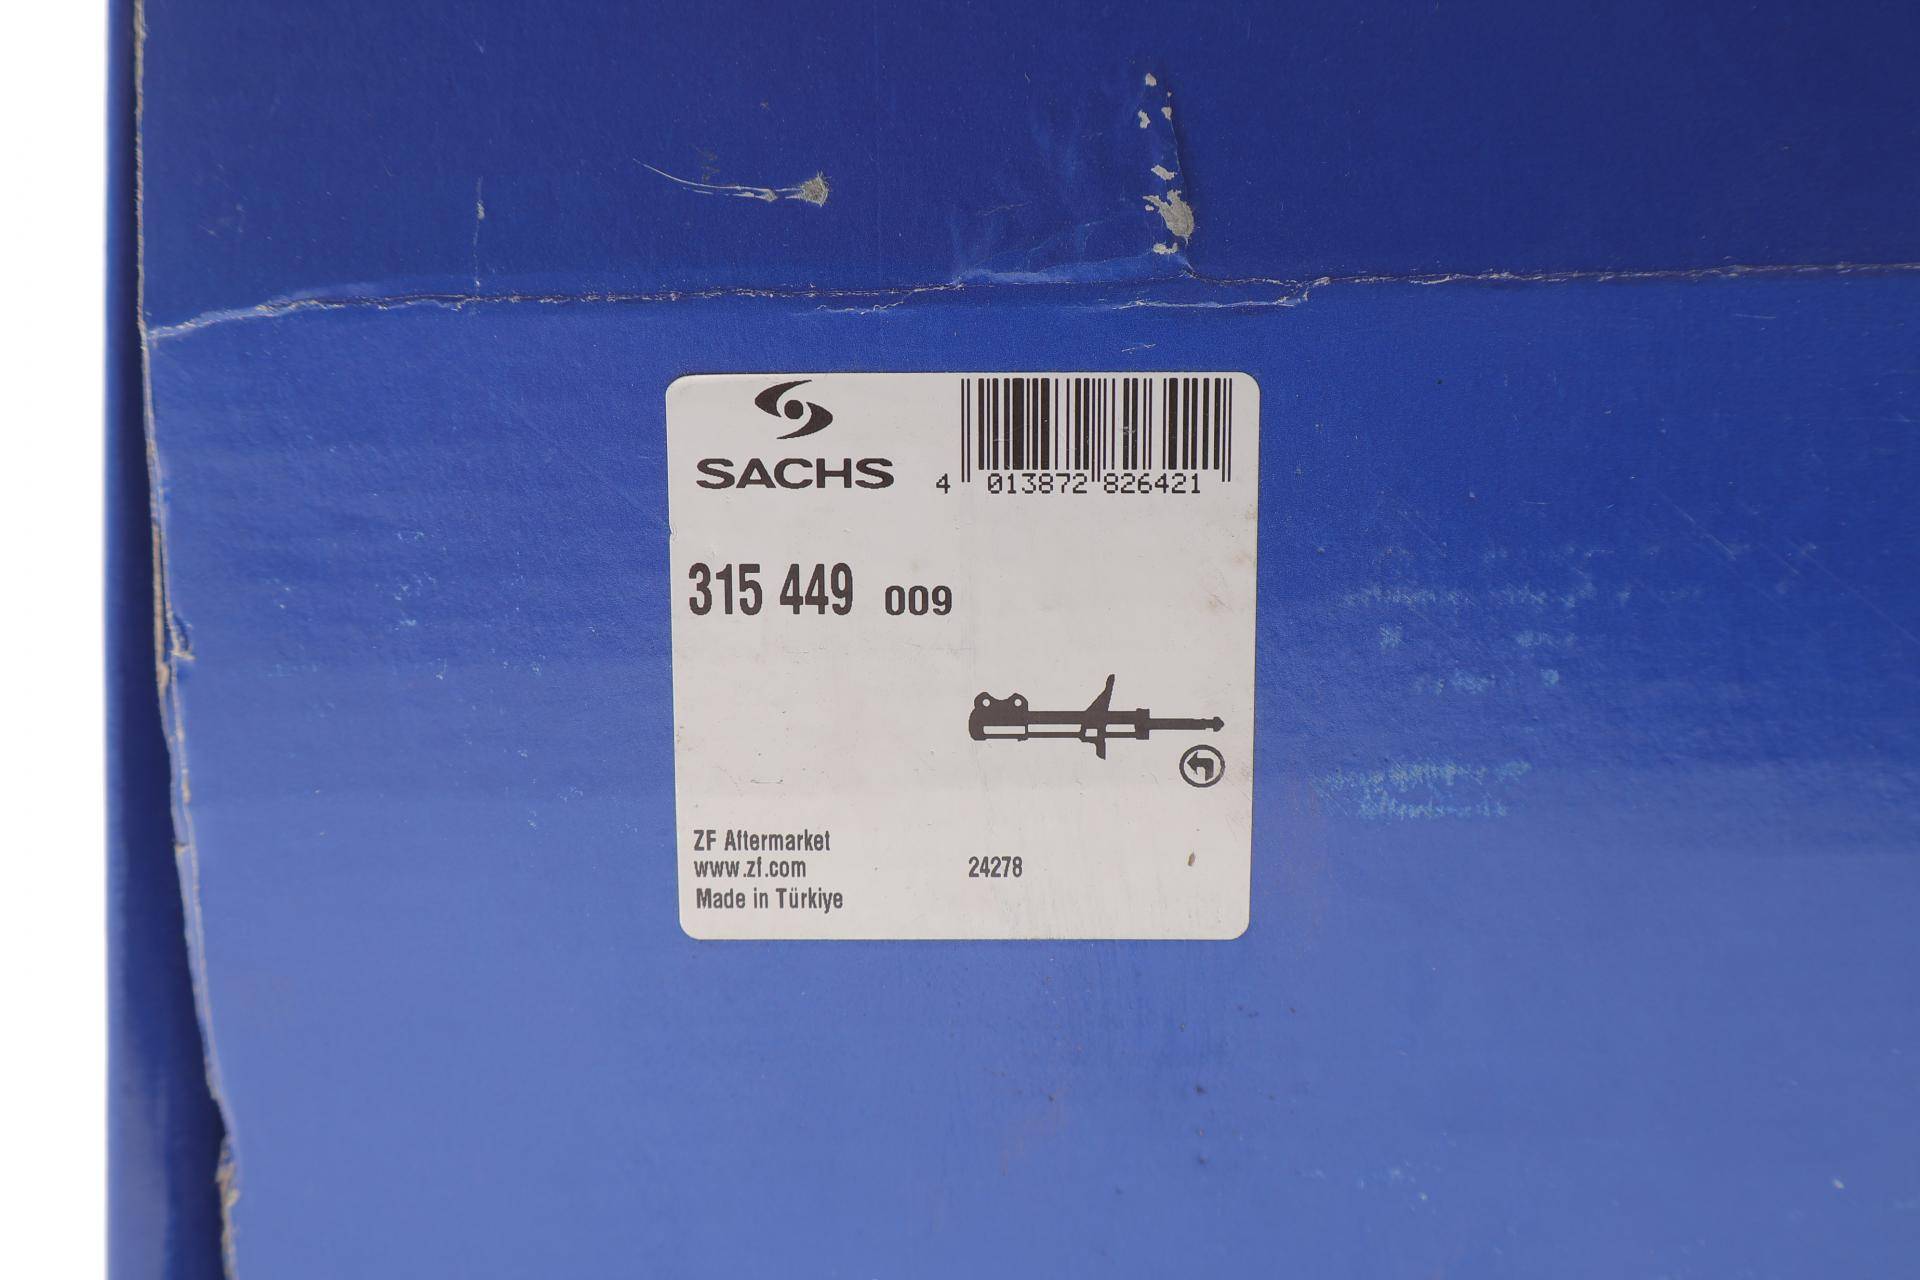 SACHS
4 013872 826421
315 449 009
ZF Aftermarket
www.zf.com 24278
Made in Türkiye